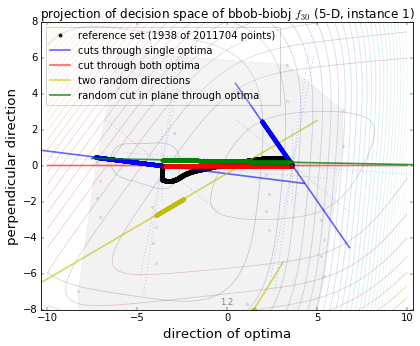 projection of decision space of bbob-biobj f30 (5-D, instance 1)
reference set (1938 of 2011704 points)
cuts through single optima
cut through both optima
two random directions
random cut in plane through optima
8
6
4
2
0
−2
−4
−6
−8
perpendicular direction
1.2
−10
−5
0
5
10
direction of optima